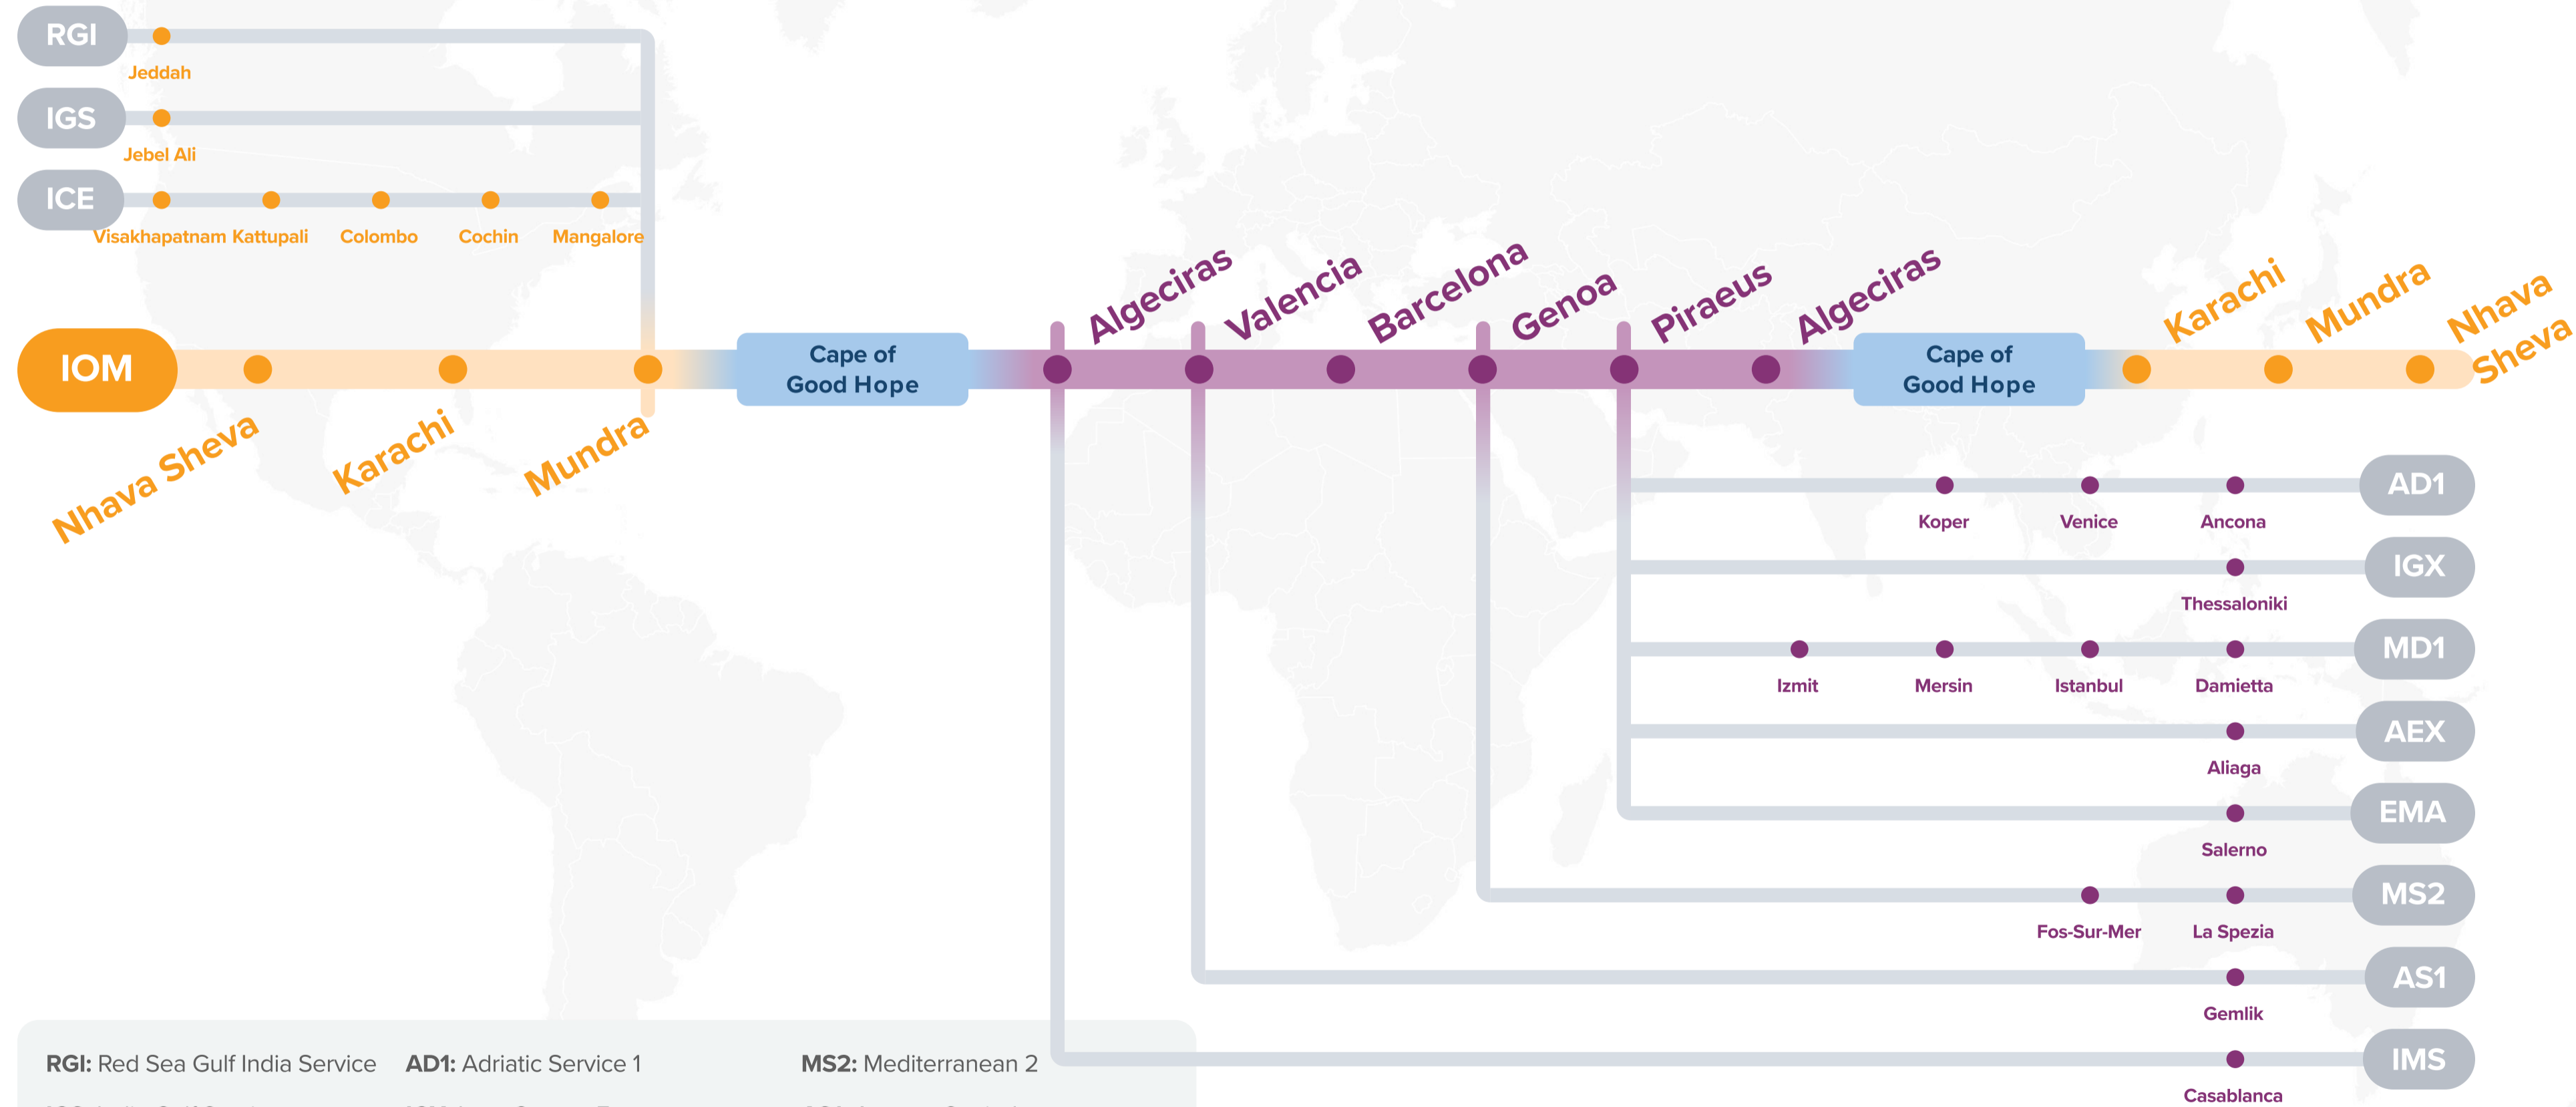 RGI
Jeddah
IGS
Jebel Ali
ICE
Visakhapatnam Kattupali Colombo Cochin Mangalore
IOM
Nhava Sheva
Karachi
Mundra
Cape of
Good Hope
Algeciras
Valencia
Barcelona
Genoa
Piraeus
Algeciras
Cape of
Good Hope
Karachi
Mundra
Nhava
Sheva
AD1
Koper Venice Ancona
IGX
Thessaloniki
MD1
Izmit Mersin Istanbul Damietta
AEX
Aliaga
EMA
Salerno
MS2
Fos-Sur-Mer La Spezia
AS1
Gemlik
IMS
Casablanca
RGI: Red Sea Gulf India Service AD1: Adriatic Service 1 MS2: Mediterranean 2